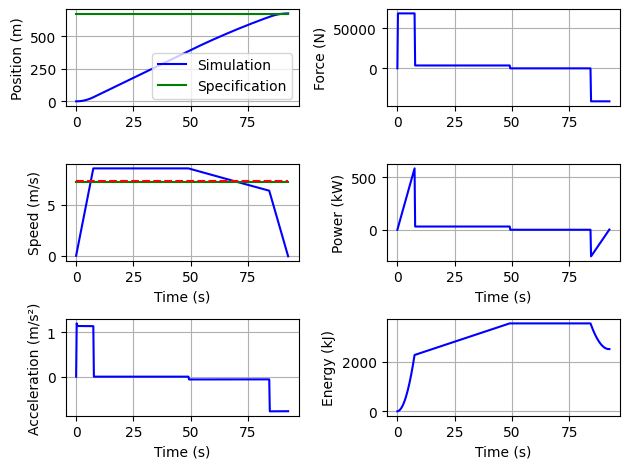 Position (m)
500
250
0
Simulation
Specification
0 25 50 75
Force (N)
50000
0
0 25 50 75
Speed (m/s)
5
0
0 25 50 75
Time (s)
Power (kW)
500
0
0 25 50 75
Time (s)
Acceleration (m/s²)
1
0
0 25 50 75
Time (s)
Energy (kJ)
2000
0
0 25 50 75
Time (s)